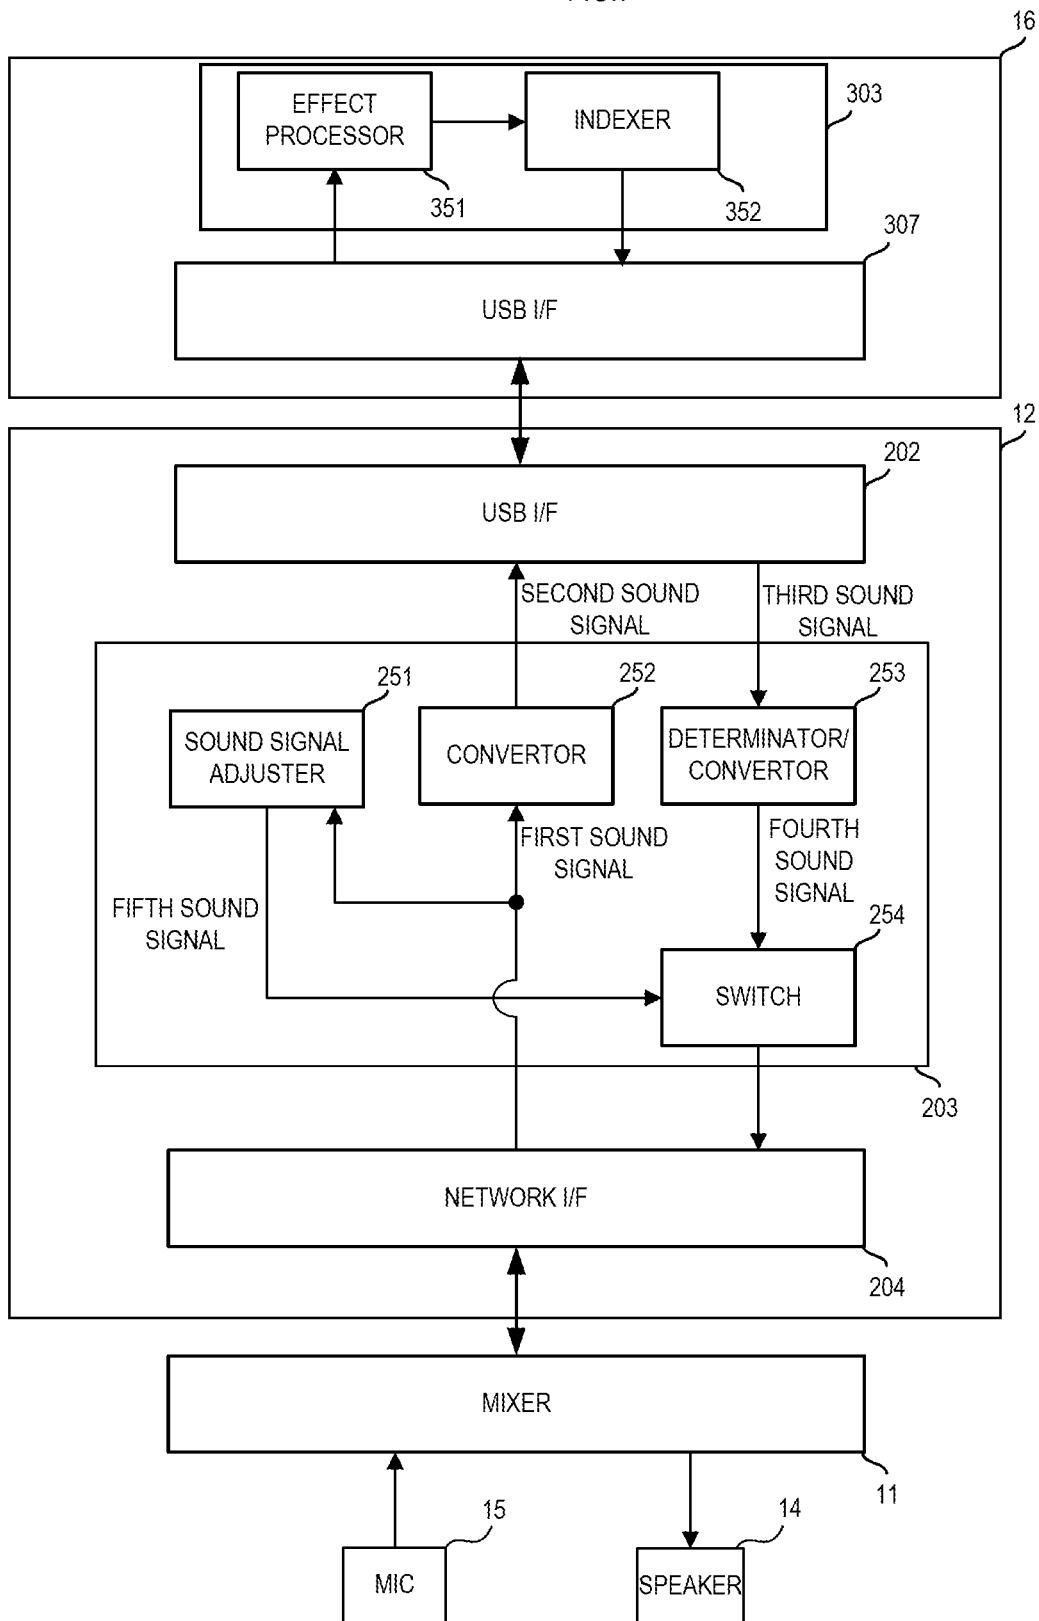 16
EFFECT
PROCESSOR
INDEXER
303
351
352
307
USB I/F
12
202
USB I/F
SECOND SOUND
SIGNAL
THIRD SOUND
SIGNAL
251
252
253
SOUND SIGNAL
ADJUSTER
CONVERTOR
DETERMINATOR/
CONVERTOR
FIRST SOUND
SIGNAL
FOURTH
SOUND
SIGNAL
FIFTH SOUND
SIGNAL
254
SWITCH
203
NETWORK I/F
204
MIXER
11
15
14
MIC
SPEAKER